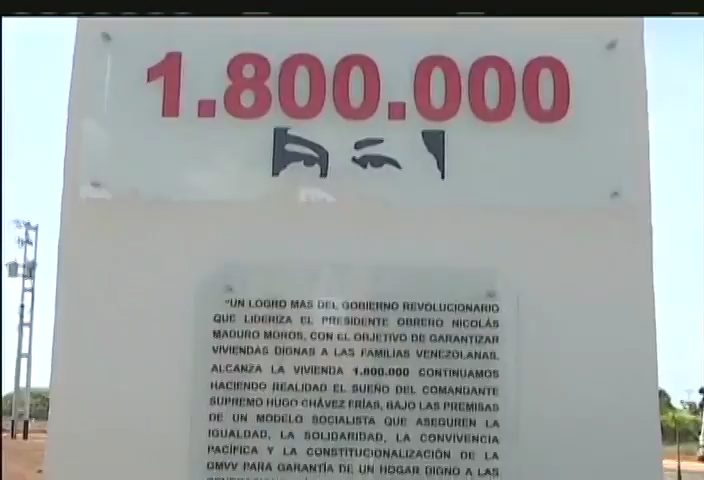 1.800.000
"UN LOGRO MAS DEL GOBIERNO REVOLUCIONARIO
QUE LIDERIZA EL PRESIDENTE OBRERO NICOLÁS
MADURO MOROS, CON EL OBJETIVO DE GARANTIZAR
VIVIENDAS DIGNAS A LAS FAMILIAS VENEZOLANAS.
ALCANZA LA VIVIENDA 1.800.000 CONTINUAMOS
HACIENDO REALIDAD EL SUEÑO DEL COMANDANTE
SUPREMO HUGO CHÁVEZ FRÍAS, BAJO LAS PREMISAS
DE UN MODELO SOCIALISTA QUE ASEGUREN LA
IGUALDAD, LA SOLIDARIDAD, LA CONVIVENCIA
PACÍFICA Y LA CONSTITUCIONALIZACIÓN DE LA
GMVV PARA GARANTÍA DE UN HOGAR DIGNO A LAS